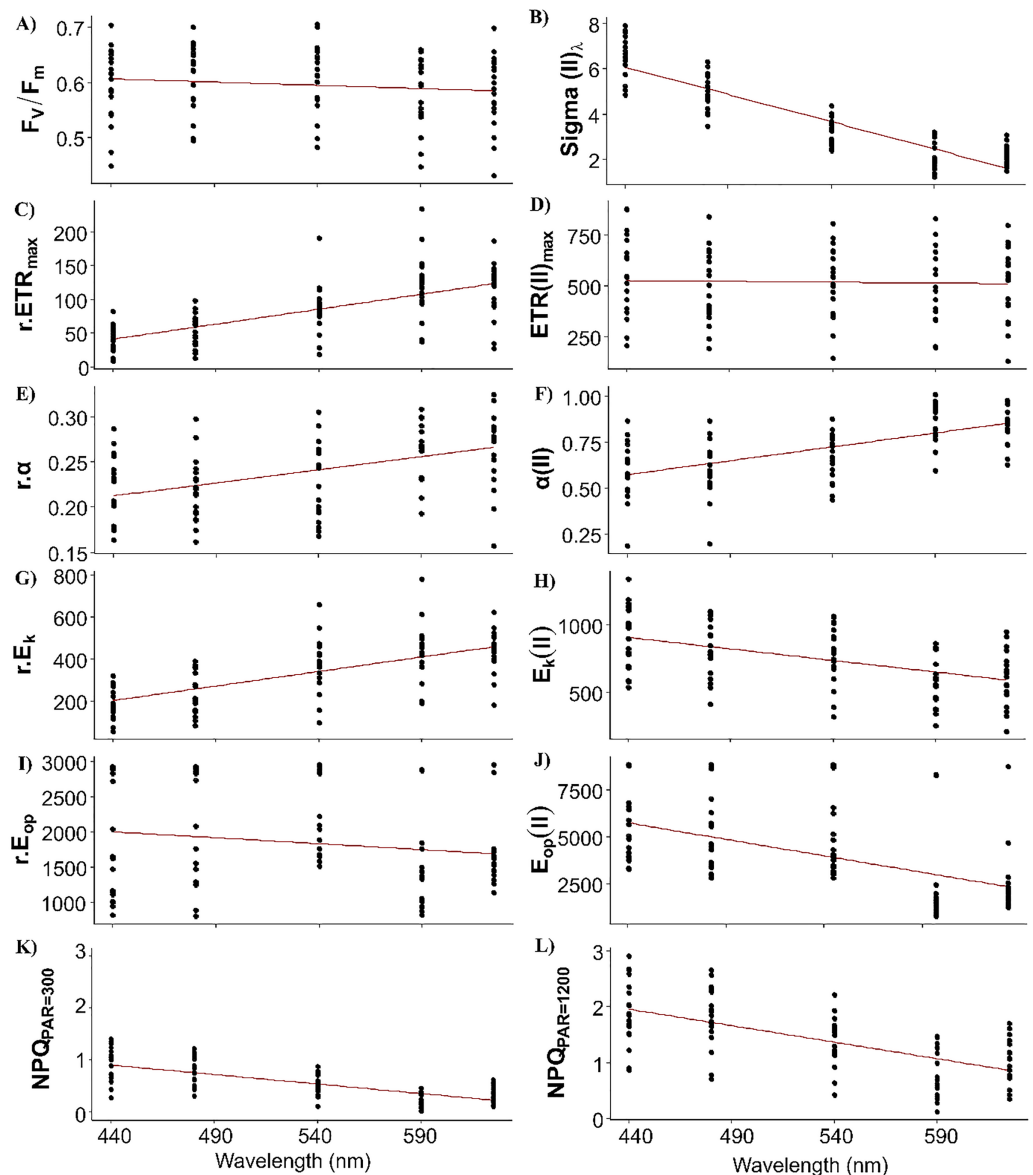 A)
0.7
0.6
0.5
Fv/Fm
B)
8
6
4
2
Sigma (II)λ
C)
200
150
100
50
0
r.ETRmax
D)
750
500
250
ETR(II)max
E)
0.30
0.25
0.20
0.15
r.α
F)
1.00
0.75
0.50
0.25
α(II)
G)
800
600
400
200
r.Ek
H)
1000
500
Ek(II)
I)
3000
2500
2000
1500
1000
r.Eop
J)
7500
5000
2500
Eop(II)
K)
3
2
1
0
NPQPAR=300
440 490 540 590
Wavelength (nm)
L)
3
2
1
0
NPQPAR=1200
440 490 540 590
Wavelength (nm)